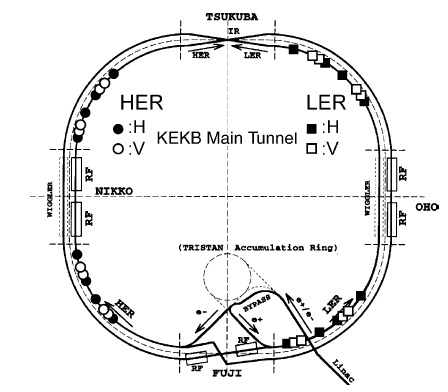 TSUKUBA
IR
HER
LER
HER
LER
:H
KEKB Main Tunnel
:H
:V
:V
RF
RF
WIGGLER
NIKKO
WIGGLER
OHO
RF
RF
(TRISTAN Accumulation Ring)
HER
e-
BYPASS
e+
e+/e-
LER
RF
RF
FUJI
Linac